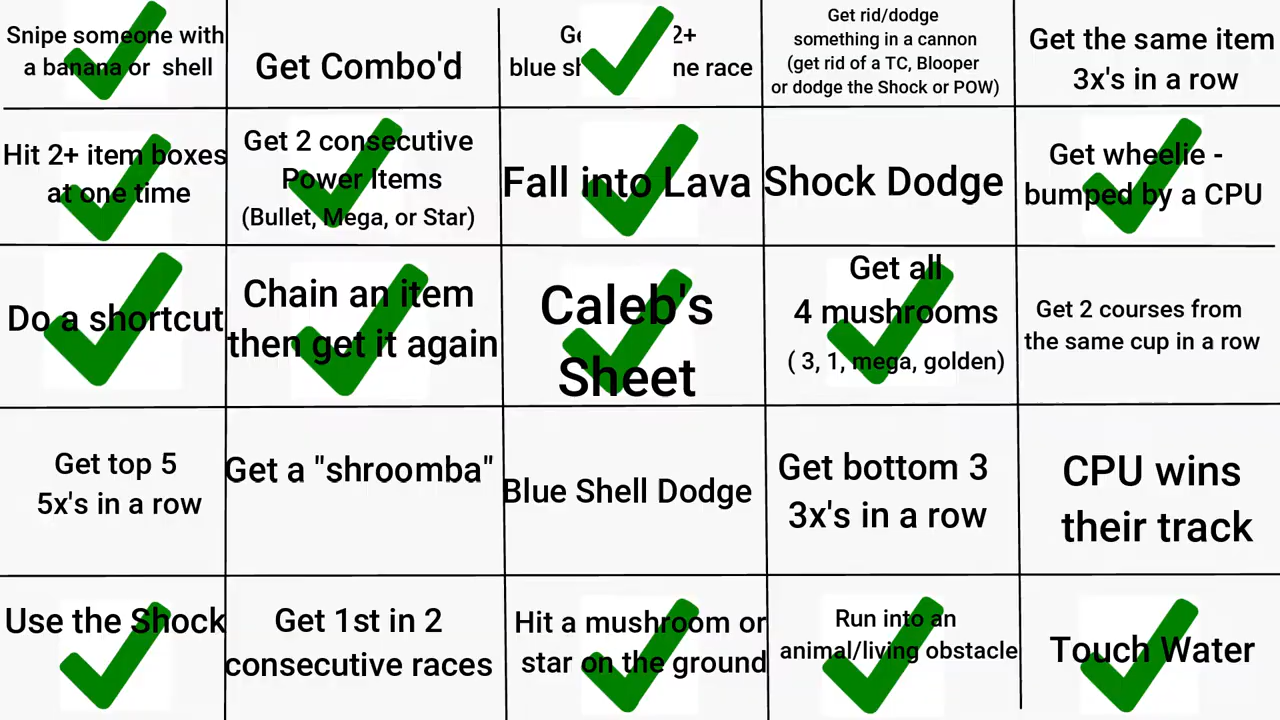 Snipe someone with
a banana or shell
Get Combo'd
2+
blue ne race
Get rid/dodge
something in a cannon
(get rid of a TC, Blooper
or dodge the Shock or POW)
Get the same item
3x's in a row
Hit 2+ item boxes
at one time
Get 2 consecutive
Power Items
(Bullet, Mega, or Star)
Fall into Lava
Shock Dodge
Get wheelie -
bumped by a CPU
Do a shortcut
Chain an item
then get it again
Caleb's
Sheet
Get all
4 mushrooms
( 3, 1, mega, golden)
Get 2 courses from
the same cup in a row
Get top 5
5x's in a row
Get a "shroomba"
Blue Shell Dodge
Get bottom 3
3x's in a row
CPU wins
their track
Use the Shock
Get 1st in 2
consecutive races
Hit a mushroom or
star on the ground
Run into an
animal/living obstacle
Touch Water